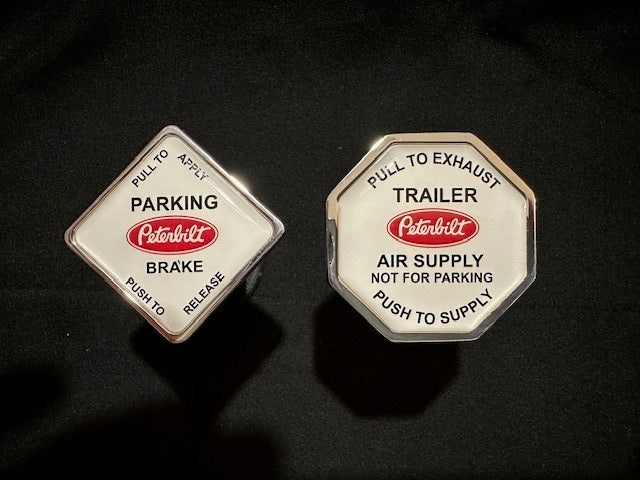 PULL TO APPLY
PARKING
Peterbilt
BRAKE
PUSH TO RELEASE
PULL TO EXHAUST
TRAILER
Peterbilt
AIR SUPPLY
NOT FOR PARKING
PUSH TO SUPPLY